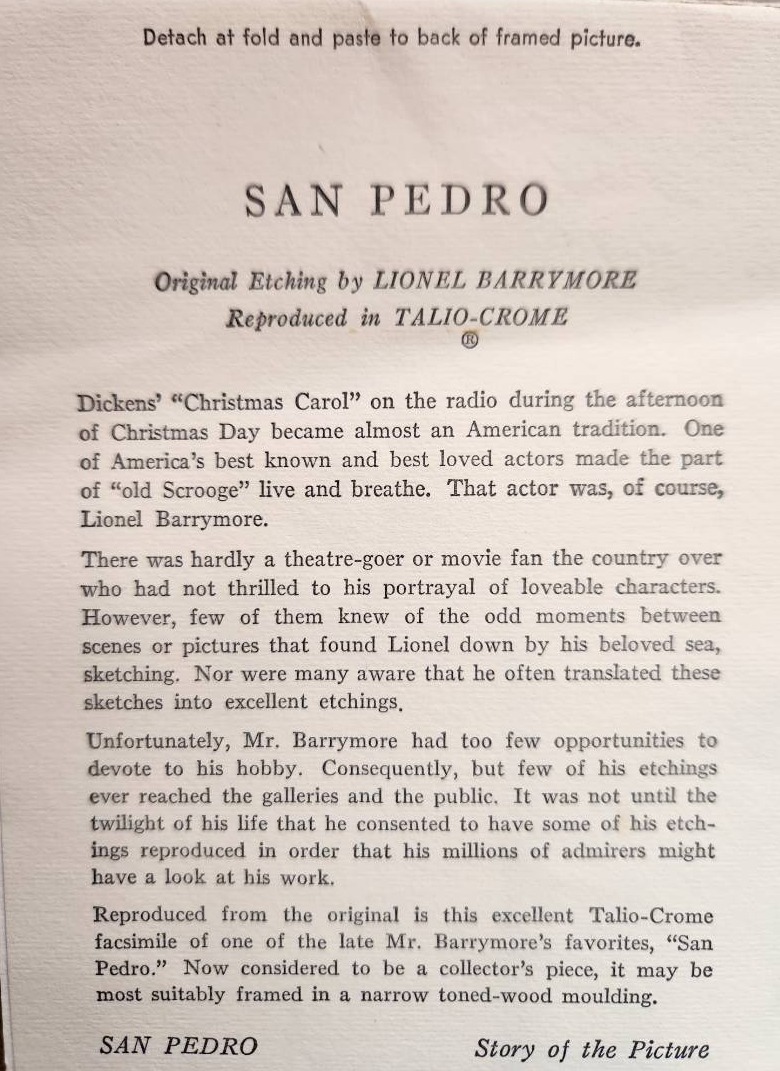 Detach at fold and paste to back of framed picture.
SAN PEDRO
Original Etching by LIONEL BARRYMORE
Reproduced in TALIO-CROME
®
Dickens' “Christmas Carol” on the radio during the afternoon
of Christmas Day became almost an American tradition. One
of America's best known and best loved actors made the part
of “old Scrooge” live and breathe. That actor was, of course,
Lionel Barrymore.
There was hardly a theatre-goer or movie fan the country over
who had not thrilled to his portrayal of loveable characters.
However, few of them knew of the odd moments between
scenes or pictures that found Lionel down by his beloved sea,
sketching. Nor were many aware that he often translated these
sketches into excellent etchings.
Unfortunately, Mr. Barrymore had too few opportunities to
devote to his hobby. Consequently, but few of his etchings
ever reached the galleries and the public. It was not until the
twilight of his life that he consented to have some of his etch-
ings reproduced in order that his millions of admirers might
have a look at his work.
Reproduced from the original is this excellent Talio-Crome
facsimile of one of the late Mr. Barrymore's favorites, “San
Pedro.” Now considered to be a collector's piece, it may be
most suitably framed in a narrow toned-wood moulding.
SAN PEDRO Story of the Picture